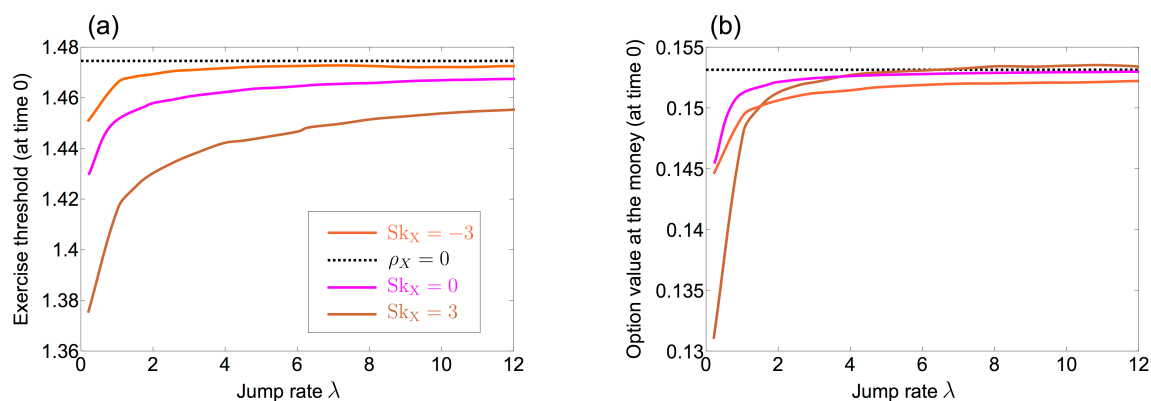 (a)
1.48
1.46
1.44
1.42
1.4
1.38
1.36
0
2
4
6
8
10
12
Exercise threshold (at time 0)
Jump rate λ
Sk_X = −3
ρ_X = 0
Sk_X = 0
Sk_X = 3
(b)
0.155
0.15
0.145
0.14
0.135
0.13
0
2
4
6
8
10
12
Option value at the money (at time 0)
Jump rate λ